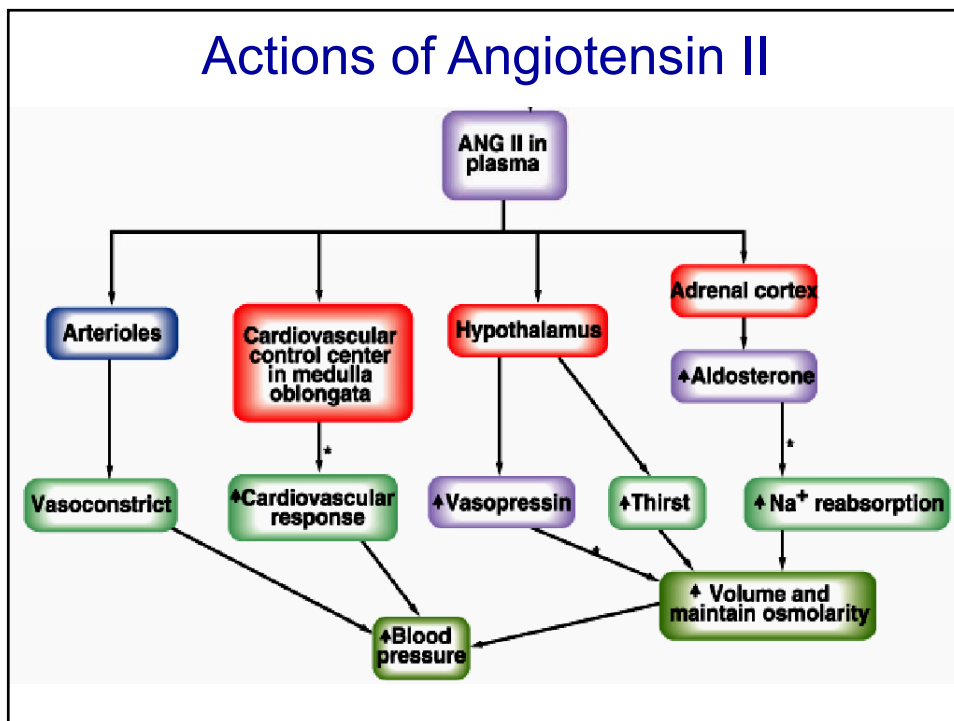 Actions of Angiotensin II
ANG II in
plasma
Adrenal cortex
Arterioles
Cardiovascular
control center
in medulla
oblongata
Hypothalamus
↑Aldosterone
*
*
Vasoconstrict
↑Cardiovascular
response
↑Vasopressin
↑Thirst
↑Na⁺ reabsorption
*
↑ Volume and
maintain osmolarity
↑Blood
pressure